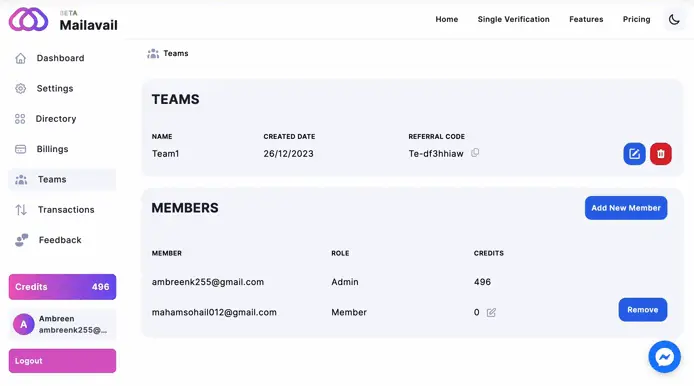 BETA
Mailavail
Home Single Verification Features Pricing
Dashboard
Settings
Directory
Billings
Teams
Transactions
Feedback
Credits 496
A
Ambreen
ambreenk255@...
Logout
Teams
TEAMS
NAME CREATED DATE REFERRAL CODE
Team1 26/12/2023 Te-df3hhiaw
MEMBERS Add New Member
MEMBER ROLE CREDITS
ambreenk255@gmail.com Admin 496
mahamsohail012@gmail.com Member 0 Remove